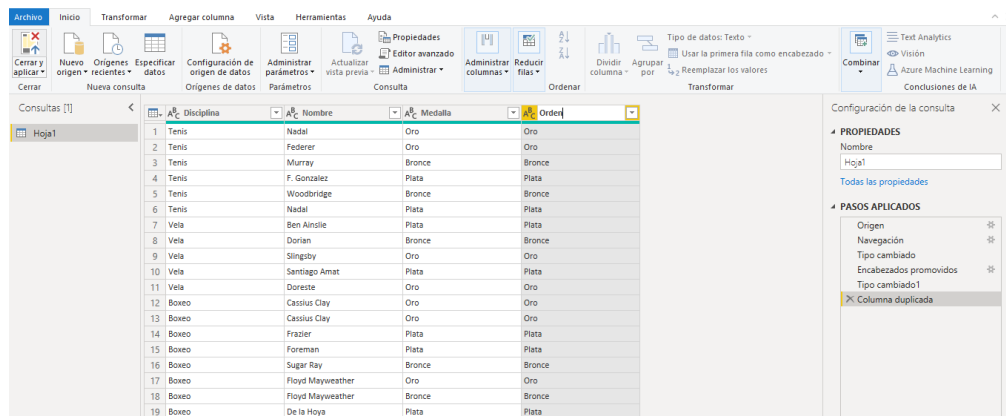 Archivo Inicio Transformar Agregar columna Vista Herramientas Ayuda
Cerrar y aplicar
Nuevo origen
Orígenes recientes
Especificar datos
Configuración de origen de datos
Administrar parámetros
Actualizar vista previa
Propiedades
Editor avanzado
Administrar
Administrar columnas
Reducir filas
Dividir columna
Agrupar por
Tipo de datos: Texto
Usar la primera fila como encabezado
Reemplazar los valores
Combinar
Text Analytics
Visión
Azure Machine Learning
Cerrar Nueva consulta Orígenes de datos Parámetros Consulta Ordenar Transformar Conclusiones de IA
Consultas [1]
Hoja1
Disciplina Nombre Medalla Orden
1 Tenis Nadal Oro Oro
2 Tenis Federer Oro Oro
3 Tenis Murray Bronce Bronce
4 Tenis F. Gonzalez Plata Plata
5 Tenis Woodbridge Bronce Bronce
6 Tenis Nadal Plata Plata
7 Vela Ben Ainslie Plata Plata
8 Vela Dorian Bronce Bronce
9 Vela Slingsby Oro Oro
10 Vela Santiago Amat Plata Plata
11 Vela Doreste Oro Oro
12 Boxeo Cassius Clay Oro Oro
13 Boxeo Cassius Clay Oro Oro
14 Boxeo Frazier Plata Plata
15 Boxeo Foreman Plata Plata
16 Boxeo Sugar Ray Bronce Bronce
17 Boxeo Floyd Mayweather Oro Oro
18 Boxeo Floyd Mayweather Bronce Bronce
19 Boxeo De la Hoya Plata Plata
Configuración de la consulta
PROPIEDADES
Nombre
Hoja1
Todas las propiedades
PASOS APLICADOS
Origen
Navegación
Tipo cambiado
Encabezados promovidos
Tipo cambiado1
Columna duplicada